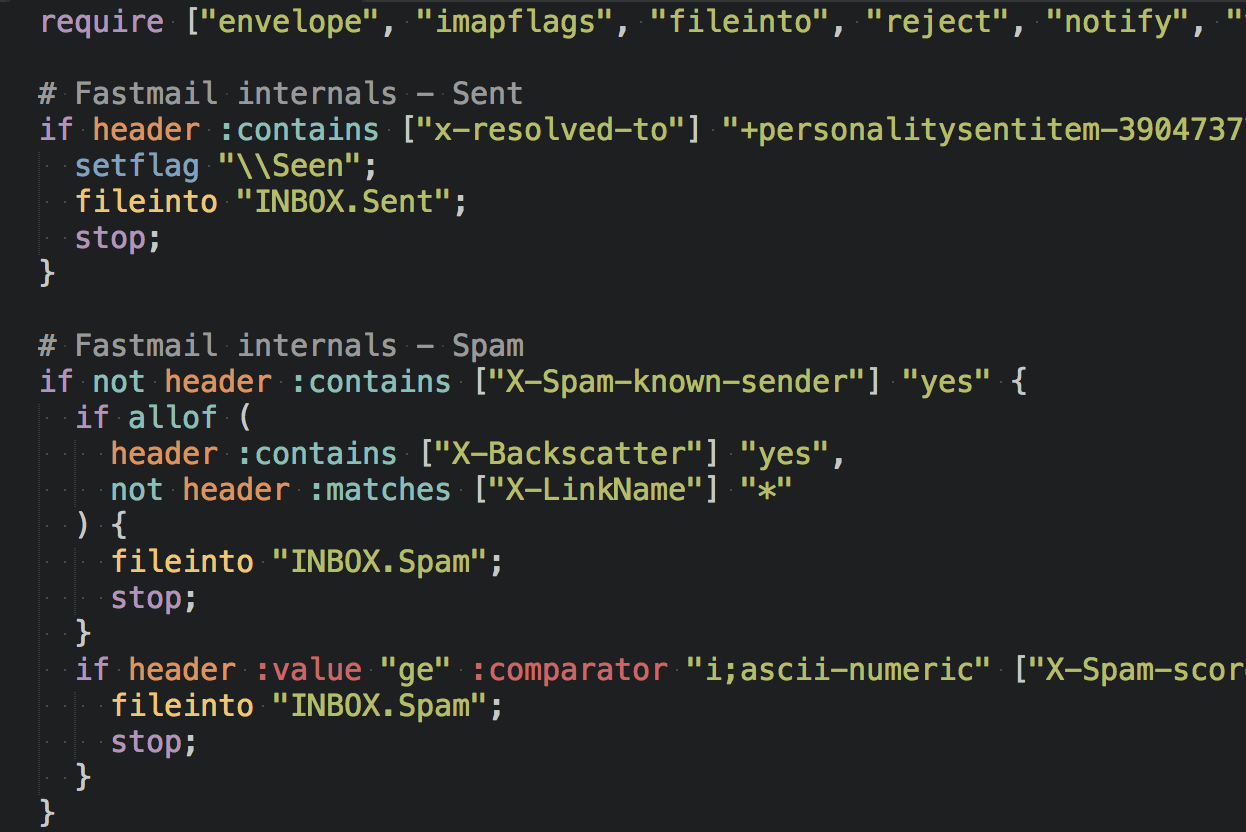 require ["envelope", "imapflags", "fileinto", "reject", "notify", "
# Fastmail internals - Sent
if header :contains ["x-resolved-to"] "+personalitysentitem-3904737
  setflag "\\Seen";
  fileinto "INBOX.Sent";
  stop;
}
# Fastmail internals - Spam
if not header :contains ["X-Spam-known-sender"] "yes" {
  if allof (
    header :contains ["X-Backscatter"] "yes",
    not header :matches ["X-LinkName"] "*"
  ) {
    fileinto "INBOX.Spam";
    stop;
  }
  if header :value "ge" :comparator "i;ascii-numeric" ["X-Spam-scor
    fileinto "INBOX.Spam";
    stop;
  }
}